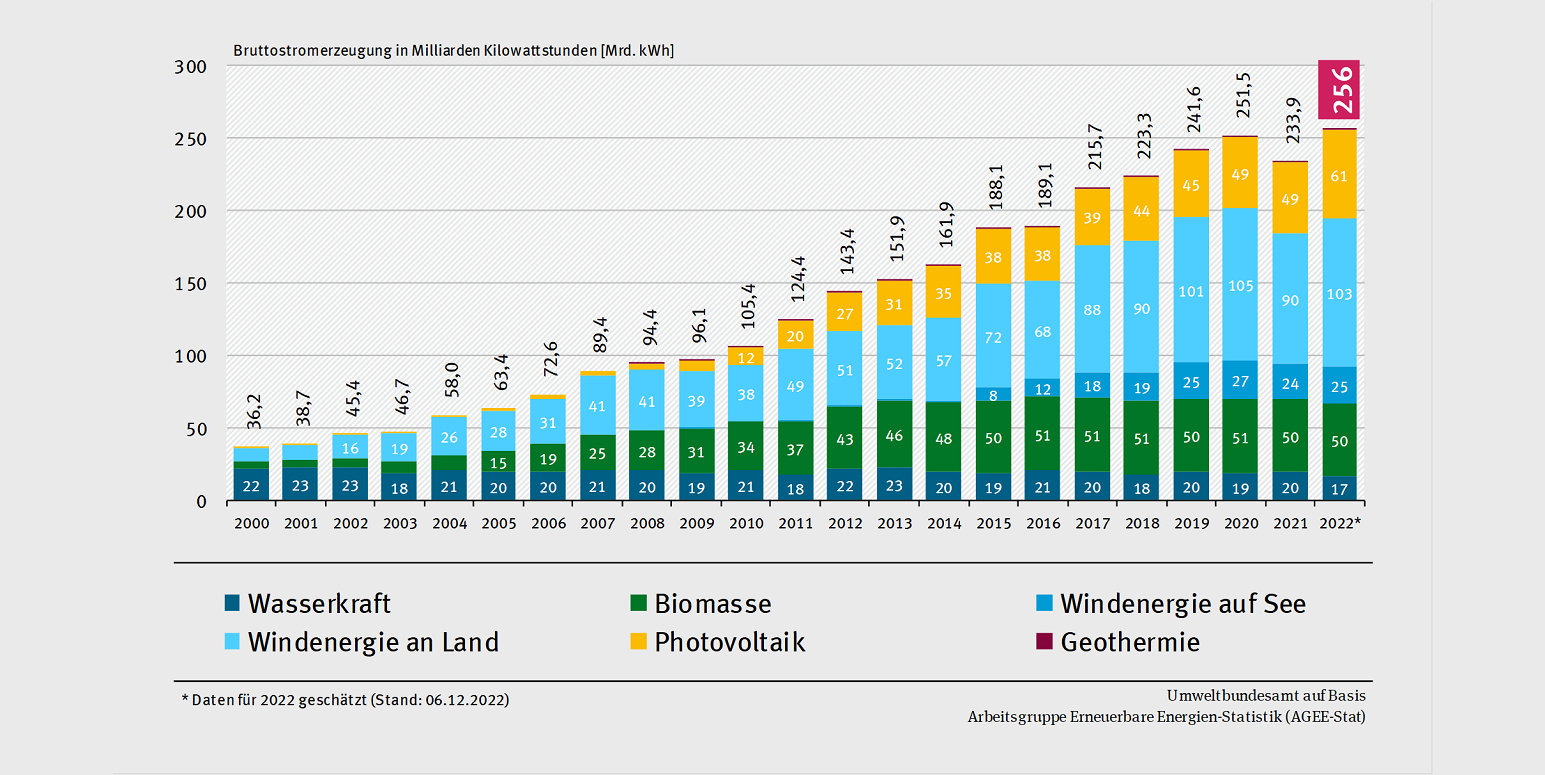 Bruttostromerzeugung in Milliarden Kilowattstunden [Mrd. kWh]
300
250
200
150
100
50
0
36,2
38,7
45,4
46,7
58,0
63,4
72,6
89,4
94,4
96,1
105,4
124,4
143,4
151,9
161,9
188,1
189,1
215,7
223,3
241,6
251,5
233,9
256
12 20 27 31 35 38 38 39 44 45 49 49 61
16 19 26 28 31 41 41 39 38 49 51 52 57 72 68 88 90 101 105 90 103
8 12 18 19 25 27 24 25
15 19 25 28 31 34 37 43 46 48 50 51 51 51 50 51 50 50
22 23 23 18 21 20 20 21 20 19 21 18 22 23 20 19 21 20 18 20 19 20 17
2000 2001 2002 2003 2004 2005 2006 2007 2008 2009 2010 2011 2012 2013 2014 2015 2016 2017 2018 2019 2020 2021 2022*
Wasserkraft Biomasse Windenergie auf See
Windenergie an Land Photovoltaik Geothermie
* Daten für 2022 geschätzt (Stand: 06.12.2022)
Umweltbundesamt auf Basis
Arbeitsgruppe Erneuerbare Energien-Statistik (AGEE-Stat)